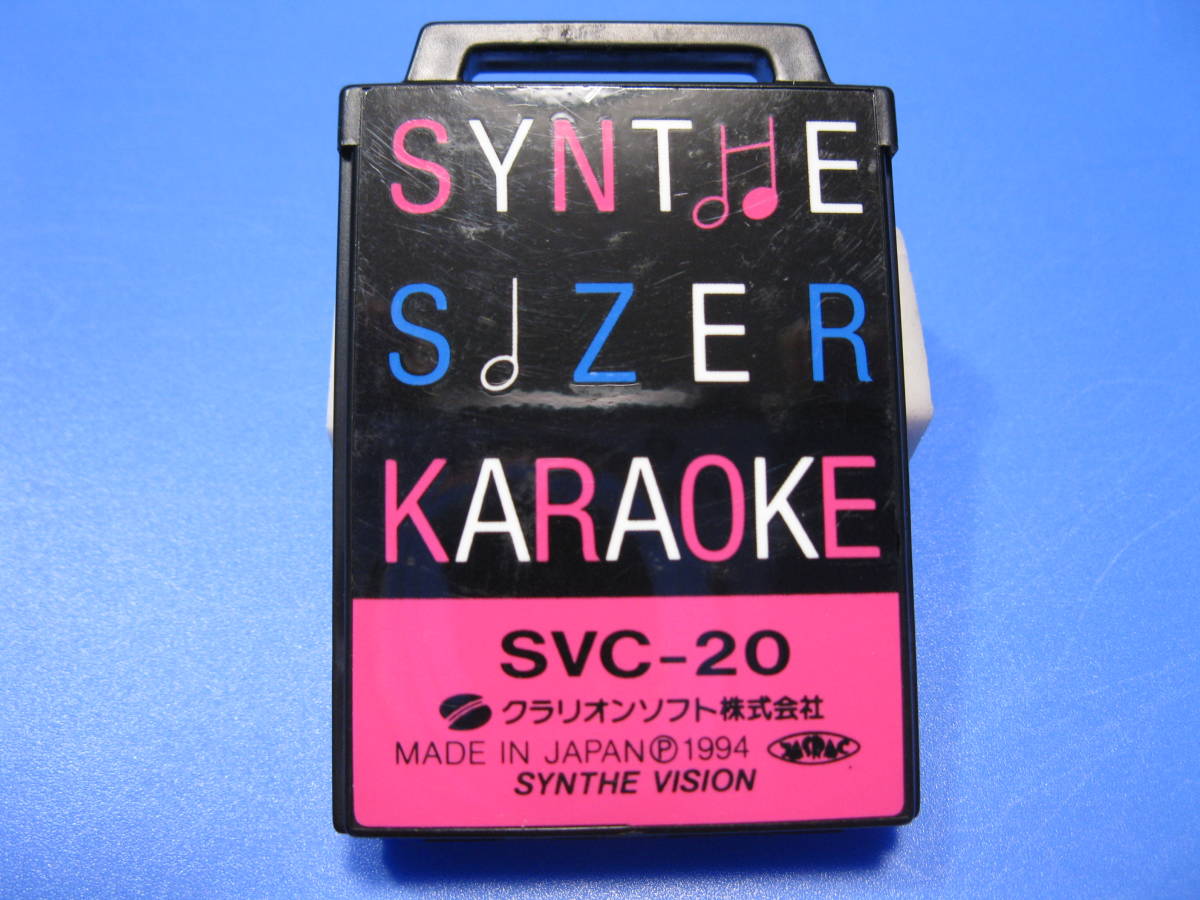 SYNTHE
SIZER
KARAOKE
SVC-20
クラリオンソフト株式会社
MADE IN JAPAN Ⓟ 1994 JASRAC
SYNTHE VISION